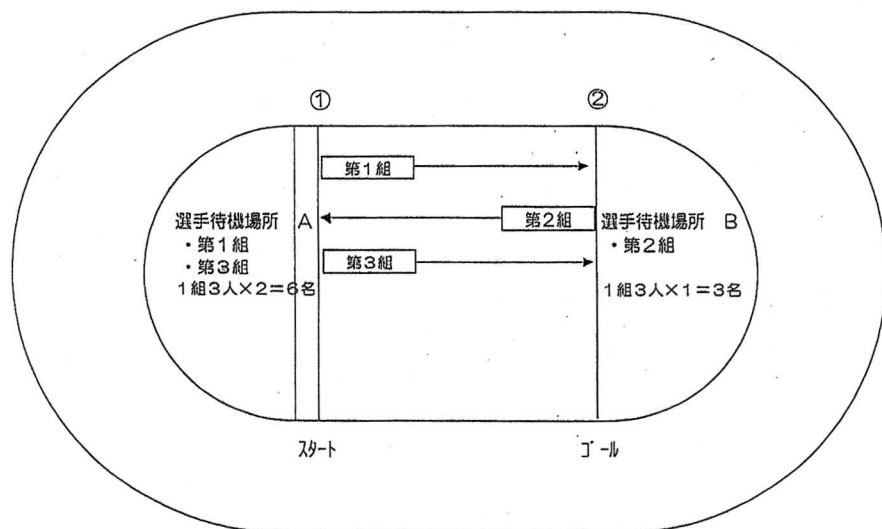 ① ②
第1組
選手待機場所 A 第2組 選手待機場所 B
・第1組 ・第2組
・第3組 第3組
1組3人×2=6名 1組3人×1=3名
スタート ゴール